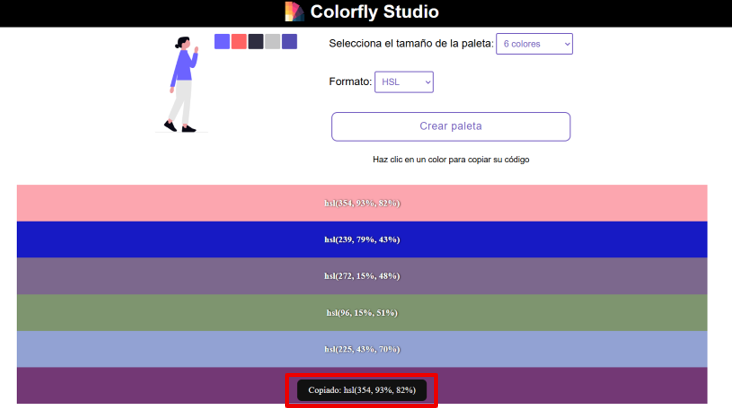 Colorfly Studio
Selecciona el tamaño de la paleta: 6 colores
Formato: HSL
Crear paleta
Haz clic en un color para copiar su código
hsl(354, 93%, 82%)
hsl(239, 79%, 43%)
hsl(272, 15%, 48%)
hsl(96, 15%, 51%)
hsl(225, 43%, 70%)
Copiado: hsl(354, 93%, 82%)